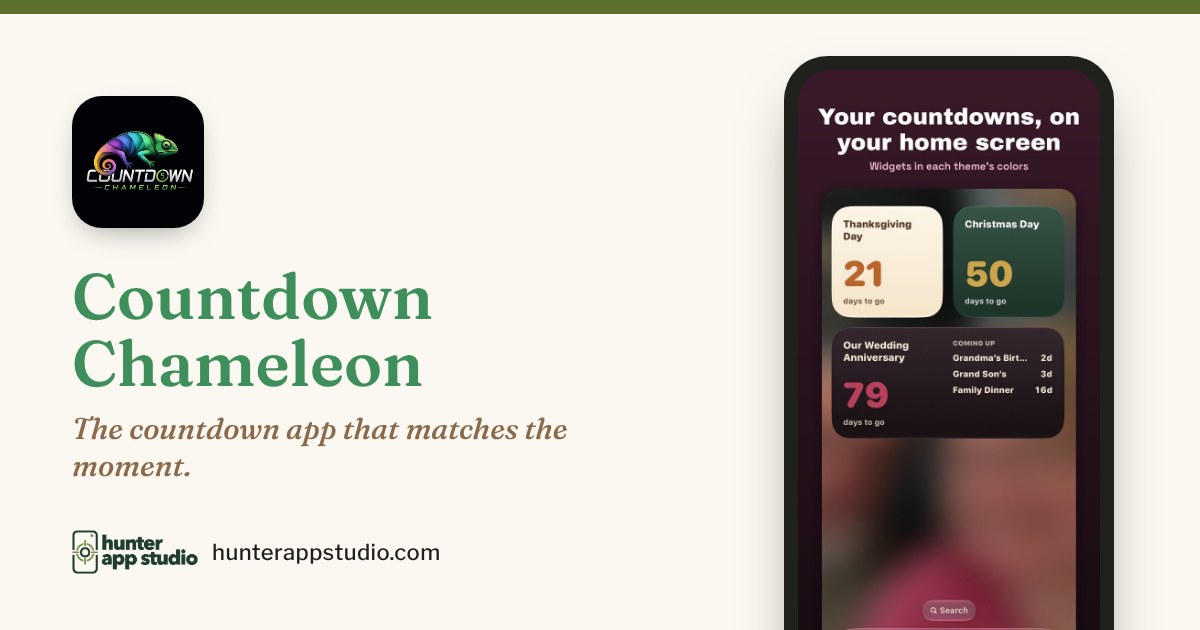 COUNTDOWN
CHAMELEON
Countdown
Chameleon
The countdown app that matches the
moment.
hunter
app studio
hunterappstudio.com
Your countdowns, on
your home screen
Widgets in each theme's colors
Thanksgiving
Day
21
days to go
Christmas Day
50
days to go
Our Wedding
Anniversary
79
days to go
COMING UP
Grandma's Birt... 2d
Grand Son's 3d
Family Dinner 16d
Search